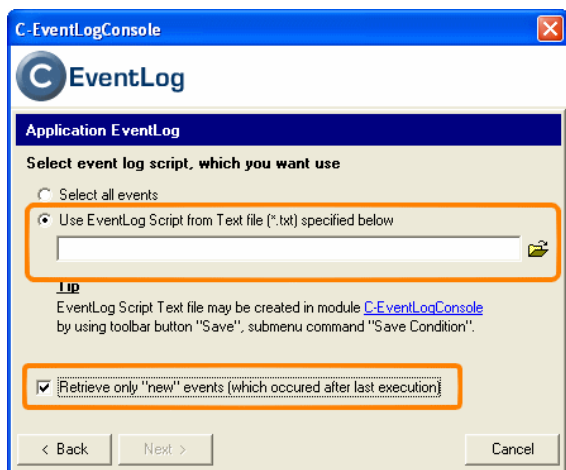 C-EventLogConsole
C EventLog
Application EventLog
Select event log script, which you want use
Select all events
Use EventLog Script from Text file (*.txt) specified below
Tip
EventLog Script Text file may be created in module C-EventLogConsole
by using toolbar button "Save", submenu command "Save Condition".
Retrieve only "new" events (which occured after last execution)
< Back Next > Cancel